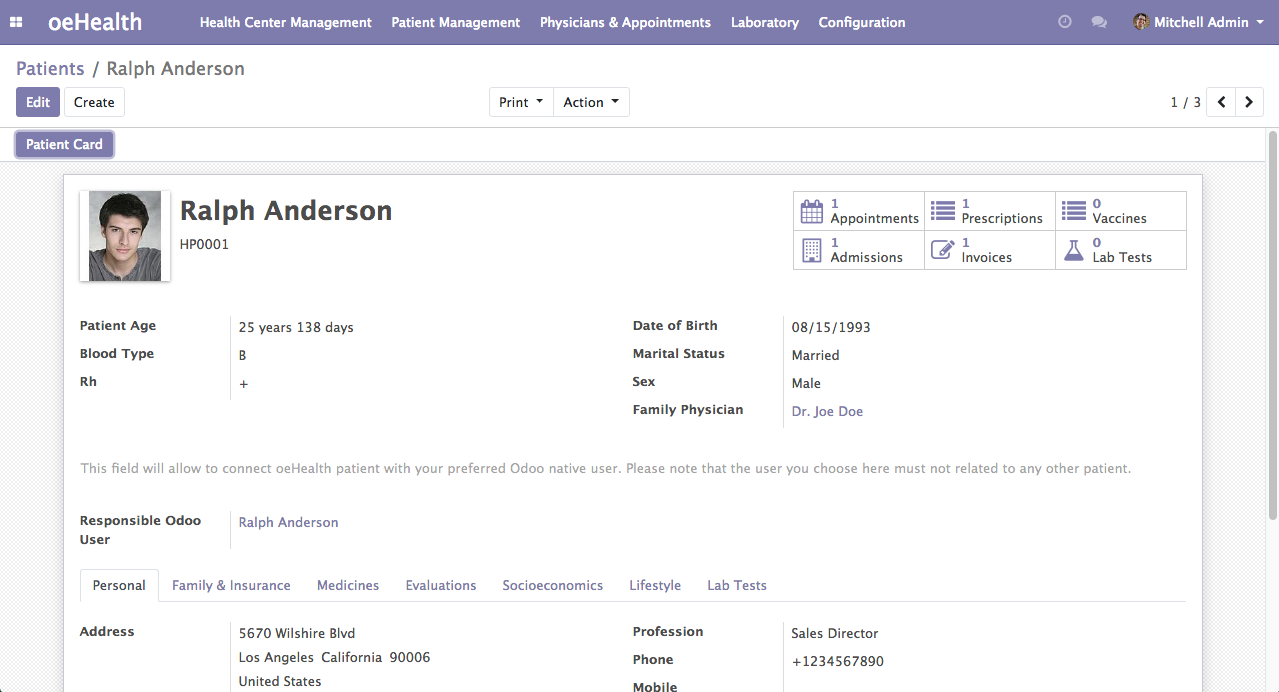 oeHealth Health Center Management Patient Management Physicians & Appointments Laboratory Configuration Mitchell Admin
Patients / Ralph Anderson
Edit Create Print Action 1 / 3
Patient Card
Ralph Anderson
HP0001
1 Appointments
1 Prescriptions
0 Vaccines
1 Admissions
1 Invoices
0 Lab Tests
Patient Age 25 years 138 days
Blood Type B
Rh +
Date of Birth 08/15/1993
Marital Status Married
Sex Male
Family Physician Dr. Joe Doe
This field will allow to connect oeHealth patient with your preferred Odoo native user. Please note that the user you choose here must not related to any other patient.
Responsible Odoo User Ralph Anderson
Personal Family & Insurance Medicines Evaluations Socioeconomics Lifestyle Lab Tests
Address 5670 Wilshire Blvd
Los Angeles California 90006
United States
Profession Sales Director
Phone +1234567890
Mobile